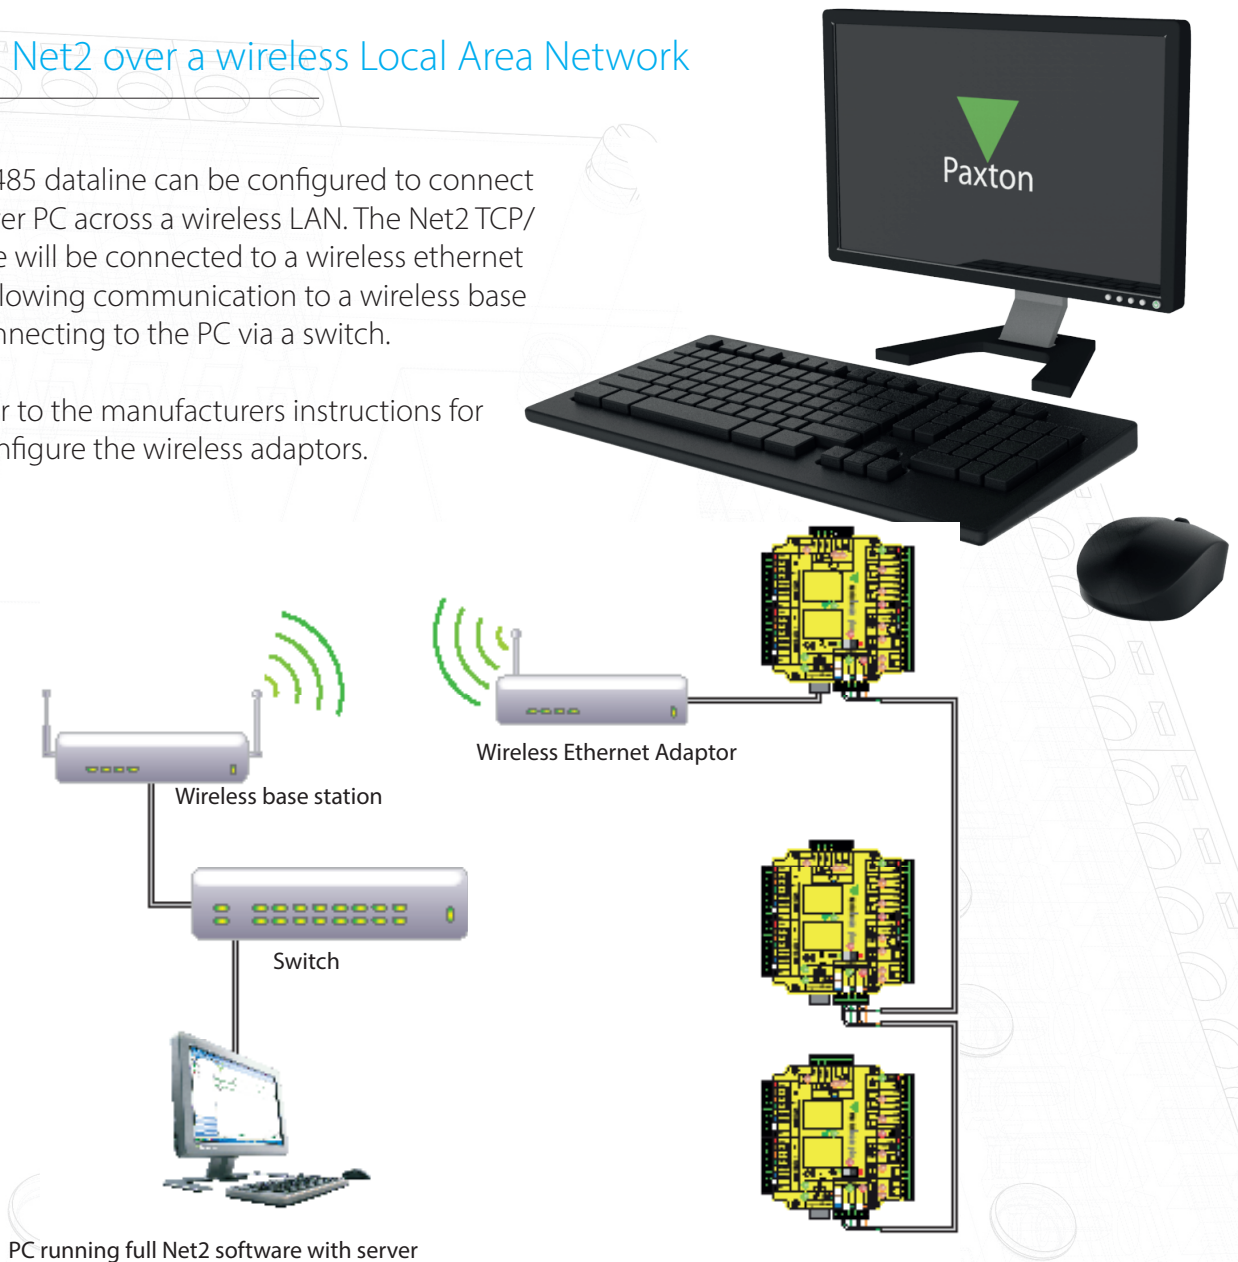 Net2 over a wireless Local Area Network
485 dataline can be configured to connect
er PC across a wireless LAN. The Net2 TCP/
e will be connected to a wireless ethernet
llowing communication to a wireless base
nnecting to the PC via a switch.
r to the manufacturers instructions for
nfigure the wireless adaptors.
Paxton
Wireless Ethernet Adaptor
Wireless base station
Switch
PC running full Net2 software with server